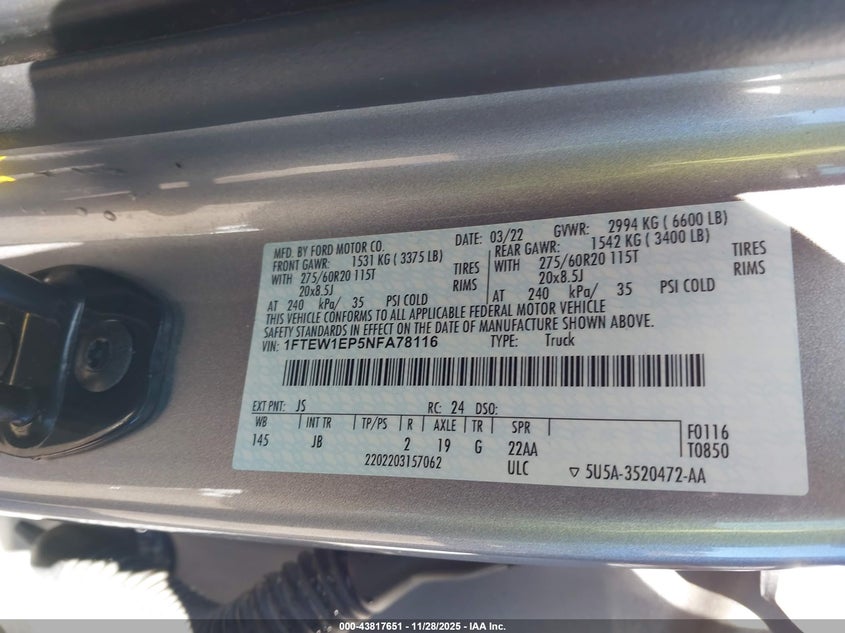 MFD. BY FORD MOTOR CO.
DATE: 03/22 GVWR: 2994 KG ( 6600 LB)
FRONT GAWR: 1531 KG ( 3375 LB) REAR GAWR: 1542 KG ( 3400 LB)
WITH 275/60R20 115T TIRES WITH 275/60R20 115T TIRES
20x8.5J RIMS 20x8.5J RIMS
AT 240 kPa/ 35 PSI COLD AT 240 kPa/ 35 PSI COLD
THIS VEHICLE CONFORMS TO ALL APPLICABLE FEDERAL MOTOR VEHICLE
SAFETY STANDARDS IN EFFECT ON THE DATE OF MANUFACTURE SHOWN ABOVE.
VIN: 1FTEW1EP5NFA78116 TYPE: Truck
EXT PNT: JS RC: 24 DSO:
WB INT TR TP/PS R AXLE TR SPR F0116
145 JB 2 19 G 22AA T0850
2202203157062 ULC ▽ 5U5A-3520472-AA
000-43817651 - 11/28/2025 - IAA Inc.